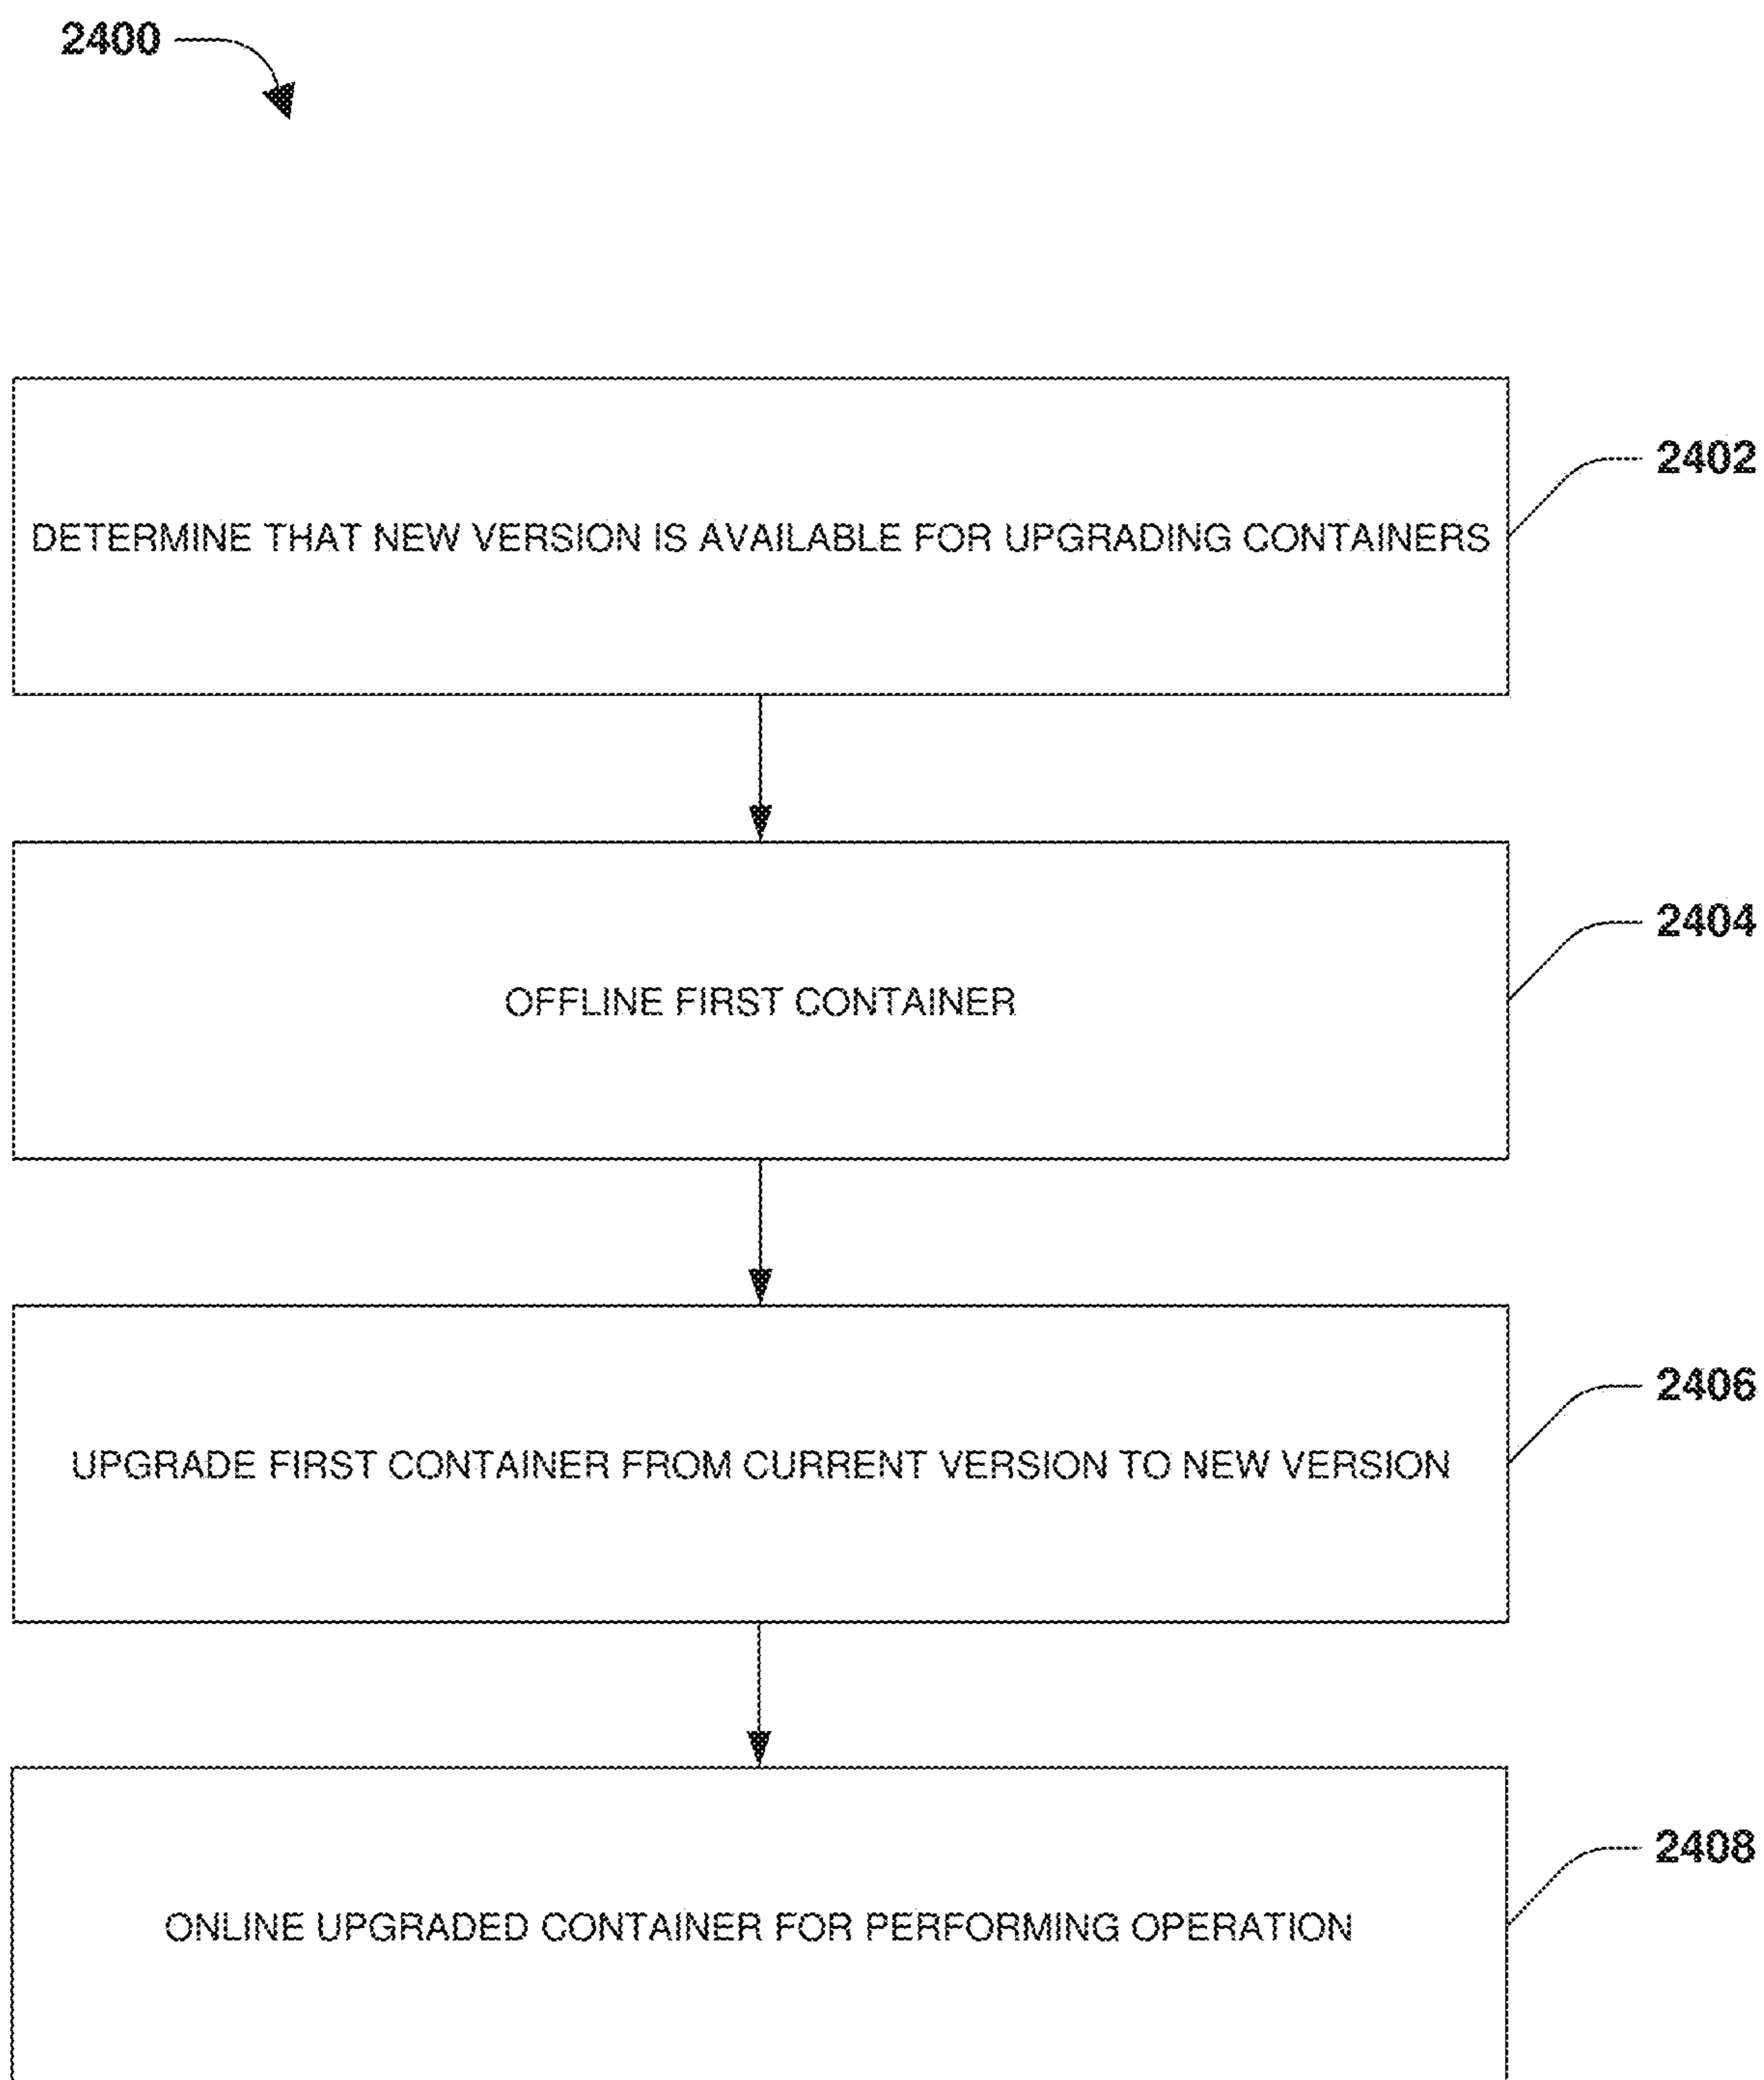 2400
DETERMINE THAT NEW VERSION IS AVAILABLE FOR UPGRADING CONTAINERS
2402
OFFLINE FIRST CONTAINER
2404
UPGRADE FIRST CONTAINER FROM CURRENT VERSION TO NEW VERSION
2406
ONLINE UPGRADED CONTAINER FOR PERFORMING OPERATION
2408